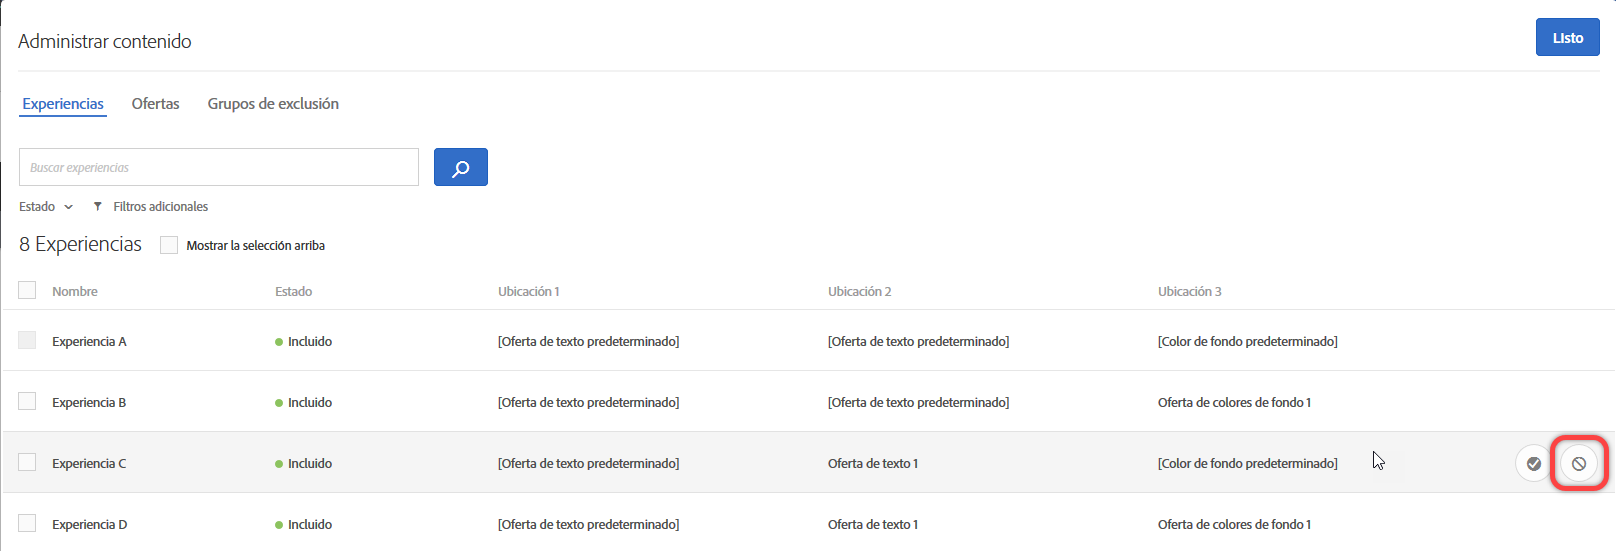 Administrar contenido
Listo
Experiencias Ofertas Grupos de exclusión
Buscar experiencias
Estado Filtros adicionales
8 Experiencias Mostrar la selección arriba
Nombre Estado Ubicación 1 Ubicación 2 Ubicación 3
Experiencia A Incluido [Oferta de texto predeterminado] [Oferta de texto predeterminado] [Color de fondo predeterminado]
Experiencia B Incluido [Oferta de texto predeterminado] [Oferta de texto predeterminado] Oferta de colores de fondo 1
Experiencia C Incluido [Oferta de texto predeterminado] Oferta de texto 1 [Color de fondo predeterminado]
Experiencia D Incluido [Oferta de texto predeterminado] Oferta de texto 1 Oferta de colores de fondo 1